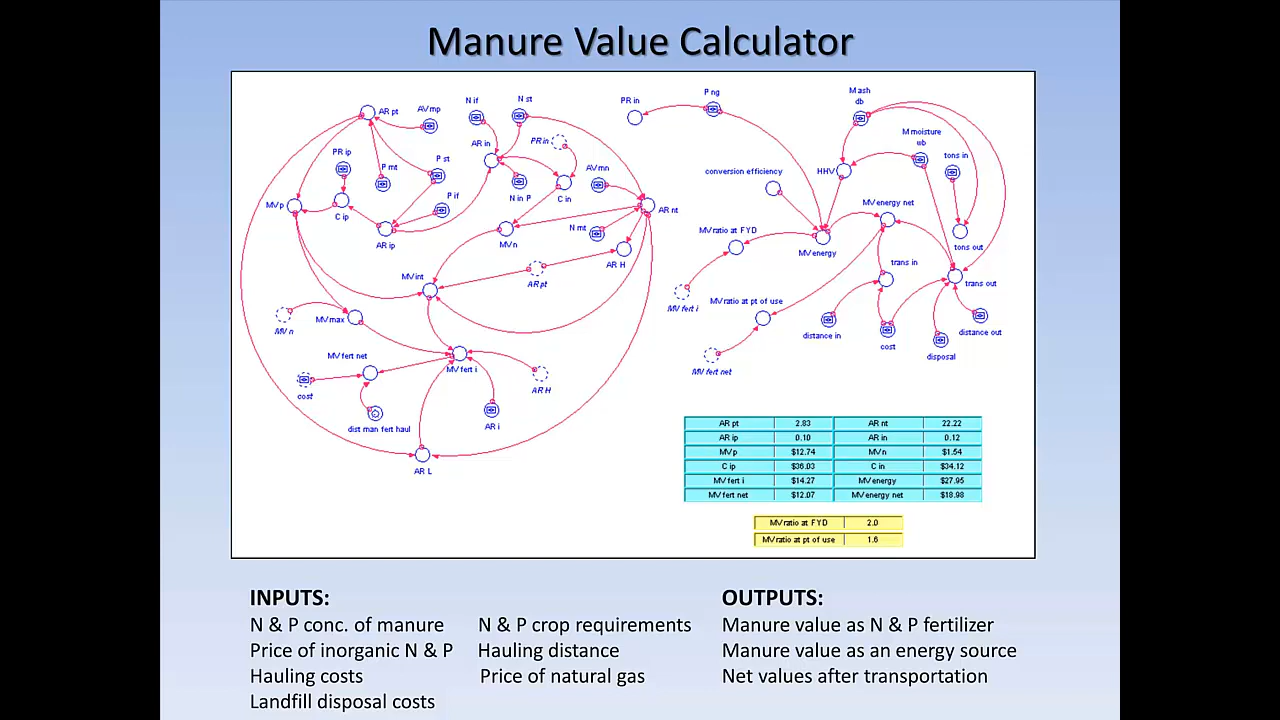 Manure Value Calculator
AR pt
AV mp
N if
N st
PR in
P ng
M ash
db
PR ip
P mt
P st
AR in
PR in
AV mn
M moisture
wb
tons in
conversion efficiency
HHV
MV p
C ip
P if
N in P
C in
AR nt
MV energy net
AR ip
MV n
N mt
AR H
MV ratio at FYD
MV energy
tons out
MV int
AR pt
trans in
trans out
MV n
MV max
MV fert i
MV ratio at pt of use
distance in
cost
disposal
distance out
MV fert net
MV fert i
MV fert net
cost
dist man fert haul
AR i
AR H
AR L
AR pt 2.83 AR nt 22.22
AR ip 0.10 AR in 0.12
MV p $12.74 MV n $1.54
C ip $36.03 C in $34.12
MV fert i $14.27 MV energy $27.95
MV fert net $12.07 MV energy net $18.98
MV ratio at FYD 2.0
MV ratio at pt of use 1.6
INPUTS:
N & P conc. of manure
Price of inorganic N & P
Hauling costs
Landfill disposal costs
N & P crop requirements
Hauling distance
Price of natural gas
OUTPUTS:
Manure value as N & P fertilizer
Manure value as an energy source
Net values after transportation